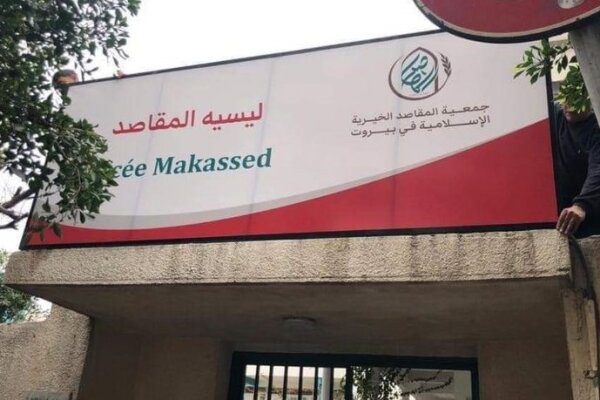 ليسيه المقاصد
cée Makassed
جمعية المقاصد الخيرية
الإسلامية في بيروت